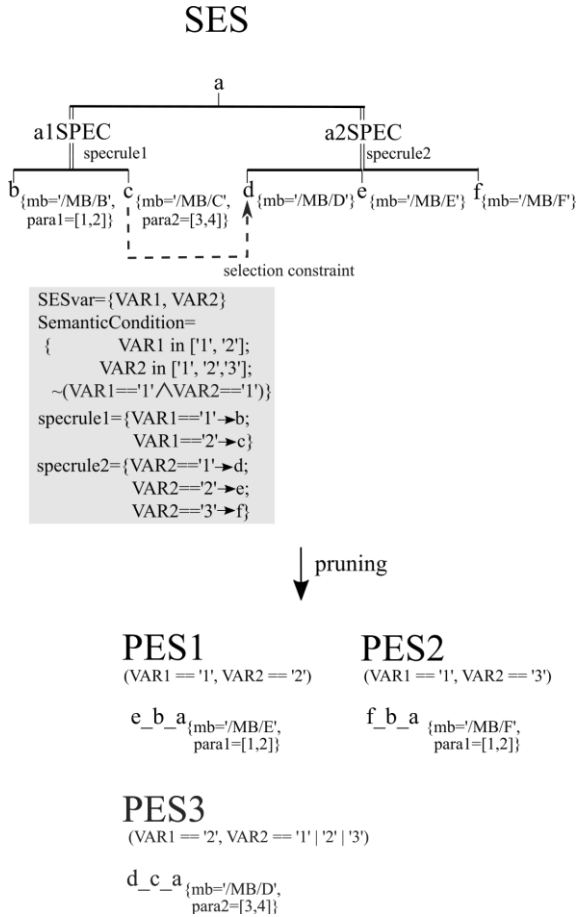 SES
a
a1SPEC
a2SPEC
specrule1
specrule2
b{mb='/MB/B',
para1=[1,2]}
c{mb='/MB/C',
para2=[3,4]}
d{mb='/MB/D'}
e{mb='/MB/E'}
f{mb='/MB/F'}
selection constraint
SESvar={VAR1, VAR2}
SemanticCondition=
{ VAR1 in ['1', '2'];
VAR2 in ['1', '2','3'];
~(VAR1=='1'⋀VAR2=='1')}
specrule1={VAR1=='1'➔b;
VAR1=='2'➔c}
specrule2={VAR2=='1'➔d;
VAR2=='2'➔e;
VAR2=='3'➔f}
pruning
PES1
(VAR1 == '1', VAR2 == '2')
e_b_a{mb='/MB/E',
para1=[1,2]}
PES2
(VAR1 == '1', VAR2 == '3')
f_b_a{mb='/MB/F',
para1=[1,2]}
PES3
(VAR1 == '2', VAR2 == '1' | '2' | '3')
d_c_a{mb='/MB/D',
para2=[3,4]}